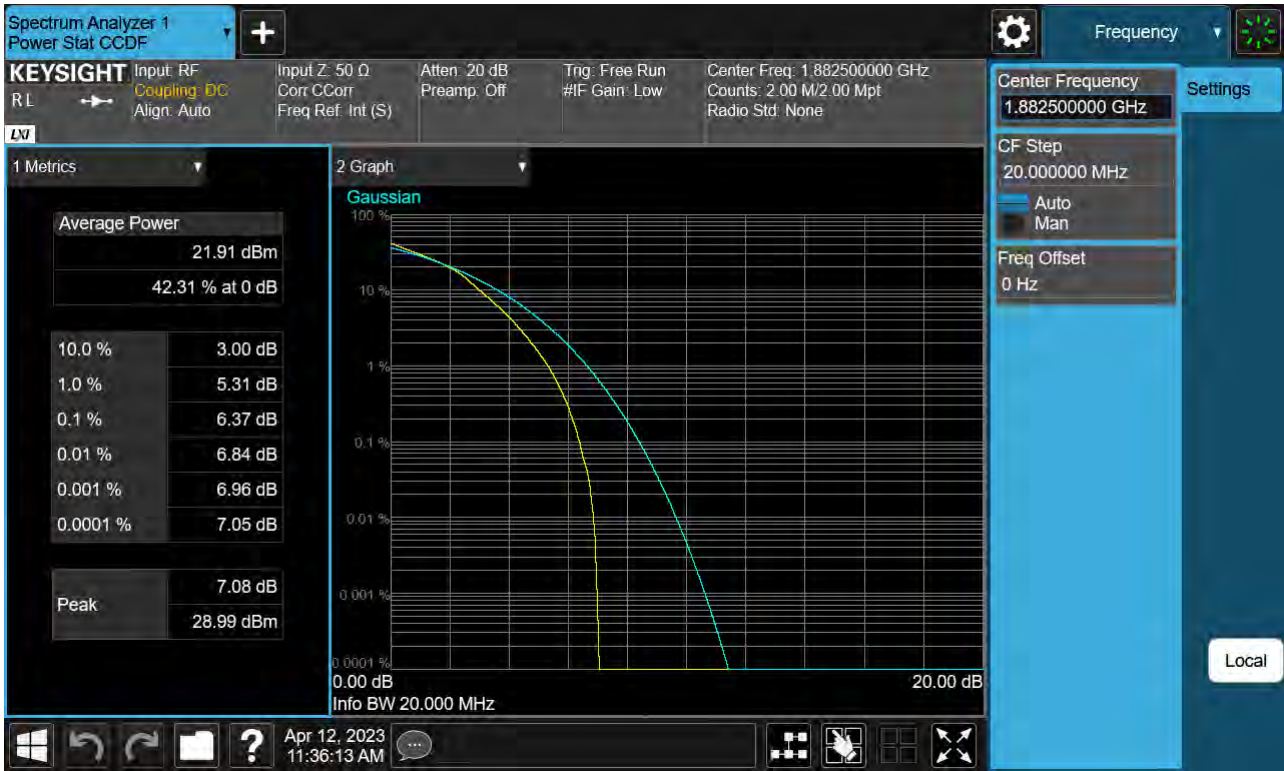 Spectrum Analyzer 1
Power Stat CCDF
+
Frequency
KEYSIGHT
R L
LXI
Input: RF
Coupling: DC
Align: Auto
Input Z: 50 Ω
Corr CCorr
Freq Ref: Int (S)
Atten: 20 dB
Preamp: Off
Trig: Free Run
#IF Gain: Low
Center Freq: 1.882500000 GHz
Counts: 2.00 M/2.00 Mpt
Radio Std: None
Center Frequency
1.882500000 GHz
Settings
CF Step
20.000000 MHz
Auto
Man
Freq Offset
0 Hz
Local
1 Metrics
Average Power
21.91 dBm
42.31 % at 0 dB
10.0 % 3.00 dB
1.0 % 5.31 dB
0.1 % 6.37 dB
0.01 % 6.84 dB
0.001 % 6.96 dB
0.0001 % 7.05 dB
Peak
7.08 dB
28.99 dBm
2 Graph
Gaussian
100 %
10 %
1 %
0.1 %
0.01 %
0.001 %
0.0001 %
0.00 dB 20.00 dB
Info BW 20.000 MHz
?
Apr 12, 2023
11:36:13 AM